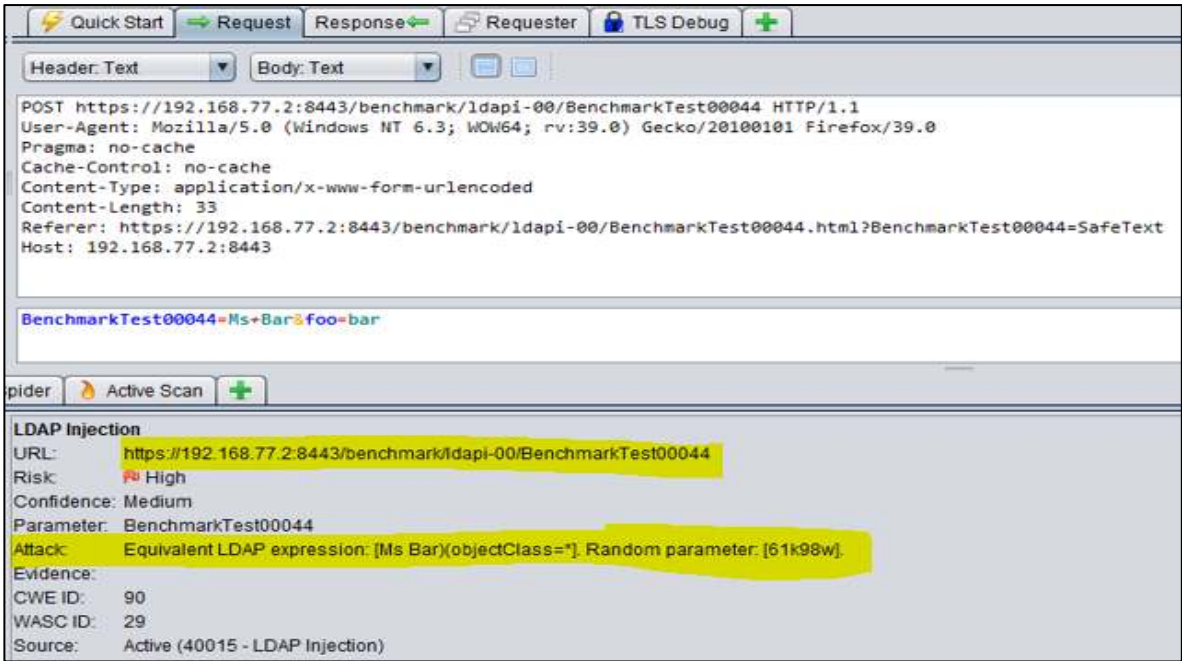 Quick Start Request Response Requester TLS Debug
Header: Text Body: Text
POST https://192.168.77.2:8443/benchmark/ldapi-00/BenchmarkTest00044 HTTP/1.1
User-Agent: Mozilla/5.0 (Windows NT 6.3; WOW64; rv:39.0) Gecko/20100101 Firefox/39.0
Pragma: no-cache
Cache-Control: no-cache
Content-Type: application/x-www-form-urlencoded
Content-Length: 33
Referer: https://192.168.77.2:8443/benchmark/ldapi-00/BenchmarkTest00044.html?BenchmarkTest00044=SafeText
Host: 192.168.77.2:8443
BenchmarkTest00044=Ms+Bar&foo=bar
pider Active Scan
LDAP Injection
URL: https://192.168.77.2:8443/benchmark/ldapi-00/BenchmarkTest00044
Risk: High
Confidence: Medium
Parameter: BenchmarkTest00044
Attack: Equivalent LDAP expression: [Ms Bar)(objectClass=*]. Random parameter: [61k98w].
Evidence:
CWE ID: 90
WASC ID: 29
Source: Active (40015 - LDAP Injection)